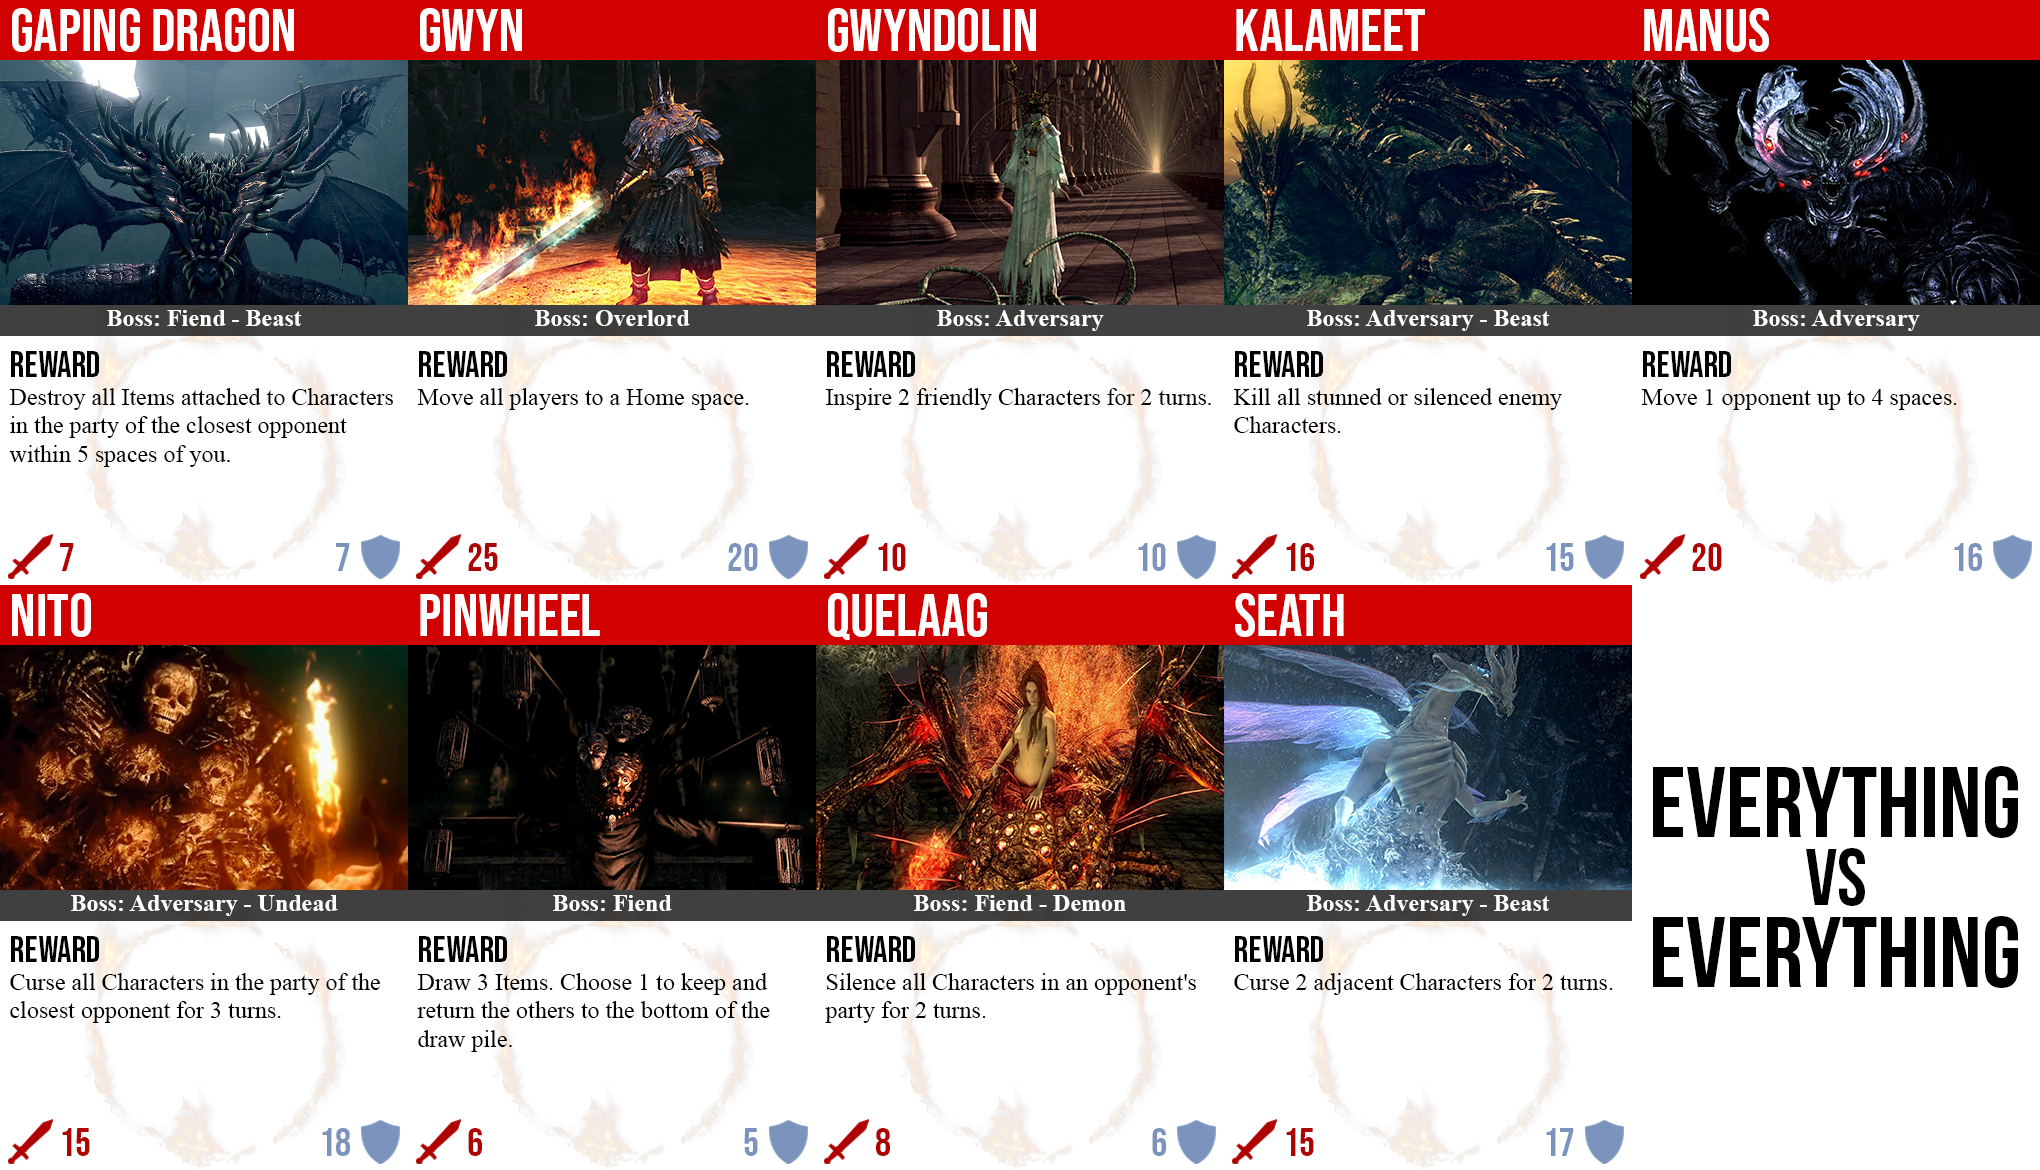 GAPING DRAGON
Boss: Fiend - Beast
REWARD
Destroy all Items attached to Characters
in the party of the closest opponent
within 5 spaces of you.
7
7
GWYN
Boss: Overlord
REWARD
Move all players to a Home space.
25
20
GWYNDOLIN
Boss: Adversary
REWARD
Inspire 2 friendly Characters for 2 turns.
10
10
KALAMEET
Boss: Adversary - Beast
REWARD
Kill all stunned or silenced enemy
Characters.
16
15
MANUS
Boss: Adversary
REWARD
Move 1 opponent up to 4 spaces.
20
16
NITO
Boss: Adversary - Undead
REWARD
Curse all Characters in the party of the
closest opponent for 3 turns.
15
18
PINWHEEL
Boss: Fiend
REWARD
Draw 3 Items. Choose 1 to keep and
return the others to the bottom of the
draw pile.
6
5
QUELAAG
Boss: Fiend - Demon
REWARD
Silence all Characters in an opponent's
party for 2 turns.
8
6
SEATH
Boss: Adversary - Beast
REWARD
Curse 2 adjacent Characters for 2 turns.
15
17
EVERYTHING
VS
EVERYTHING